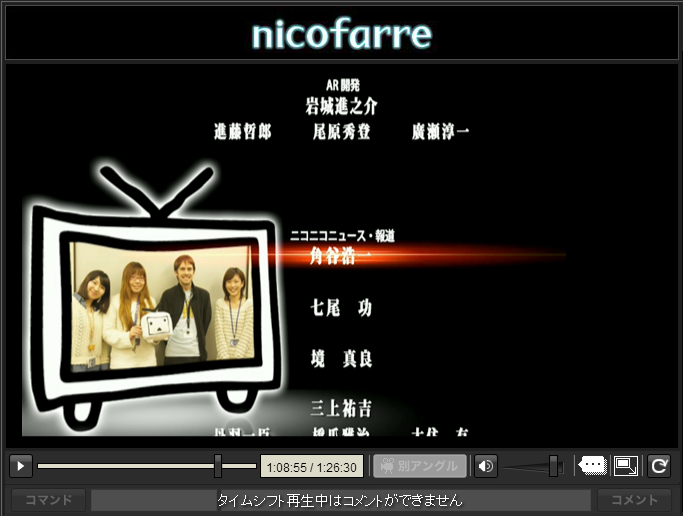 nicofarre
AR開発
岩城進之介
進藤哲郎 尾原秀登 廣瀬淳一
ニコニコニュース・報道
角谷浩一
七尾 功
境 真良
三上祐吉
1:08:55 / 1:26:30
別アングル
コマンド
タイムシフト再生中はコメントができません
コメント